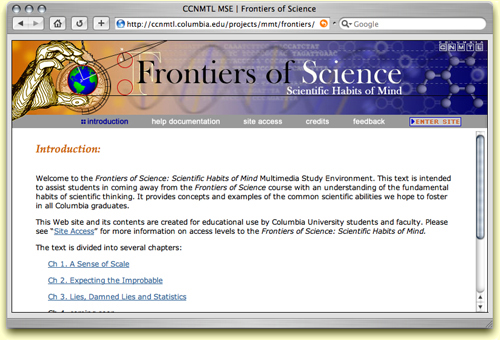 CCNMTL MSE | Frontiers of Science
http://ccnmtl.columbia.edu/projects/mmt/frontiers/
Google
CNMTL
Frontiers of Science
Scientific Habits of Mind
introduction help documentation site access credits feedback ENTER SITE
Introduction:
Welcome to the Frontiers of Science: Scientific Habits of Mind Multimedia Study Environment. This text is intended
to assist students in coming away from the Frontiers of Science course with an understanding of the fundamental
habits of scientific thinking. It provides concepts and examples of the common scientific abilities we hope to foster
in all Columbia graduates.
This Web site and its contents are created for educational use by Columbia University students and faculty. Please
see “Site Access” for more information on access levels to the Frontiers of Science: Scientific Habits of Mind.
The text is divided into several chapters:
Ch 1. A Sense of Scale
Ch 2. Expecting the Improbable
Ch 3. Lies, Damned Lies and Statistics